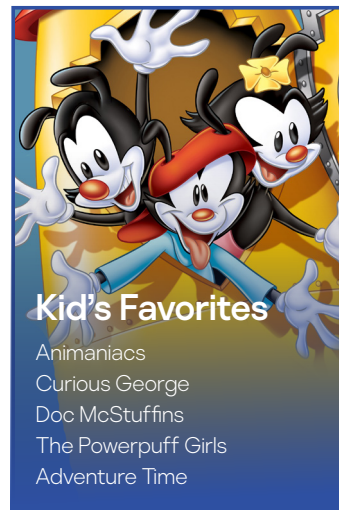 Kid's Favorites
Animaniacs
Curious George
Doc McStuffins
The Powerpuff Girls
Adventure Time